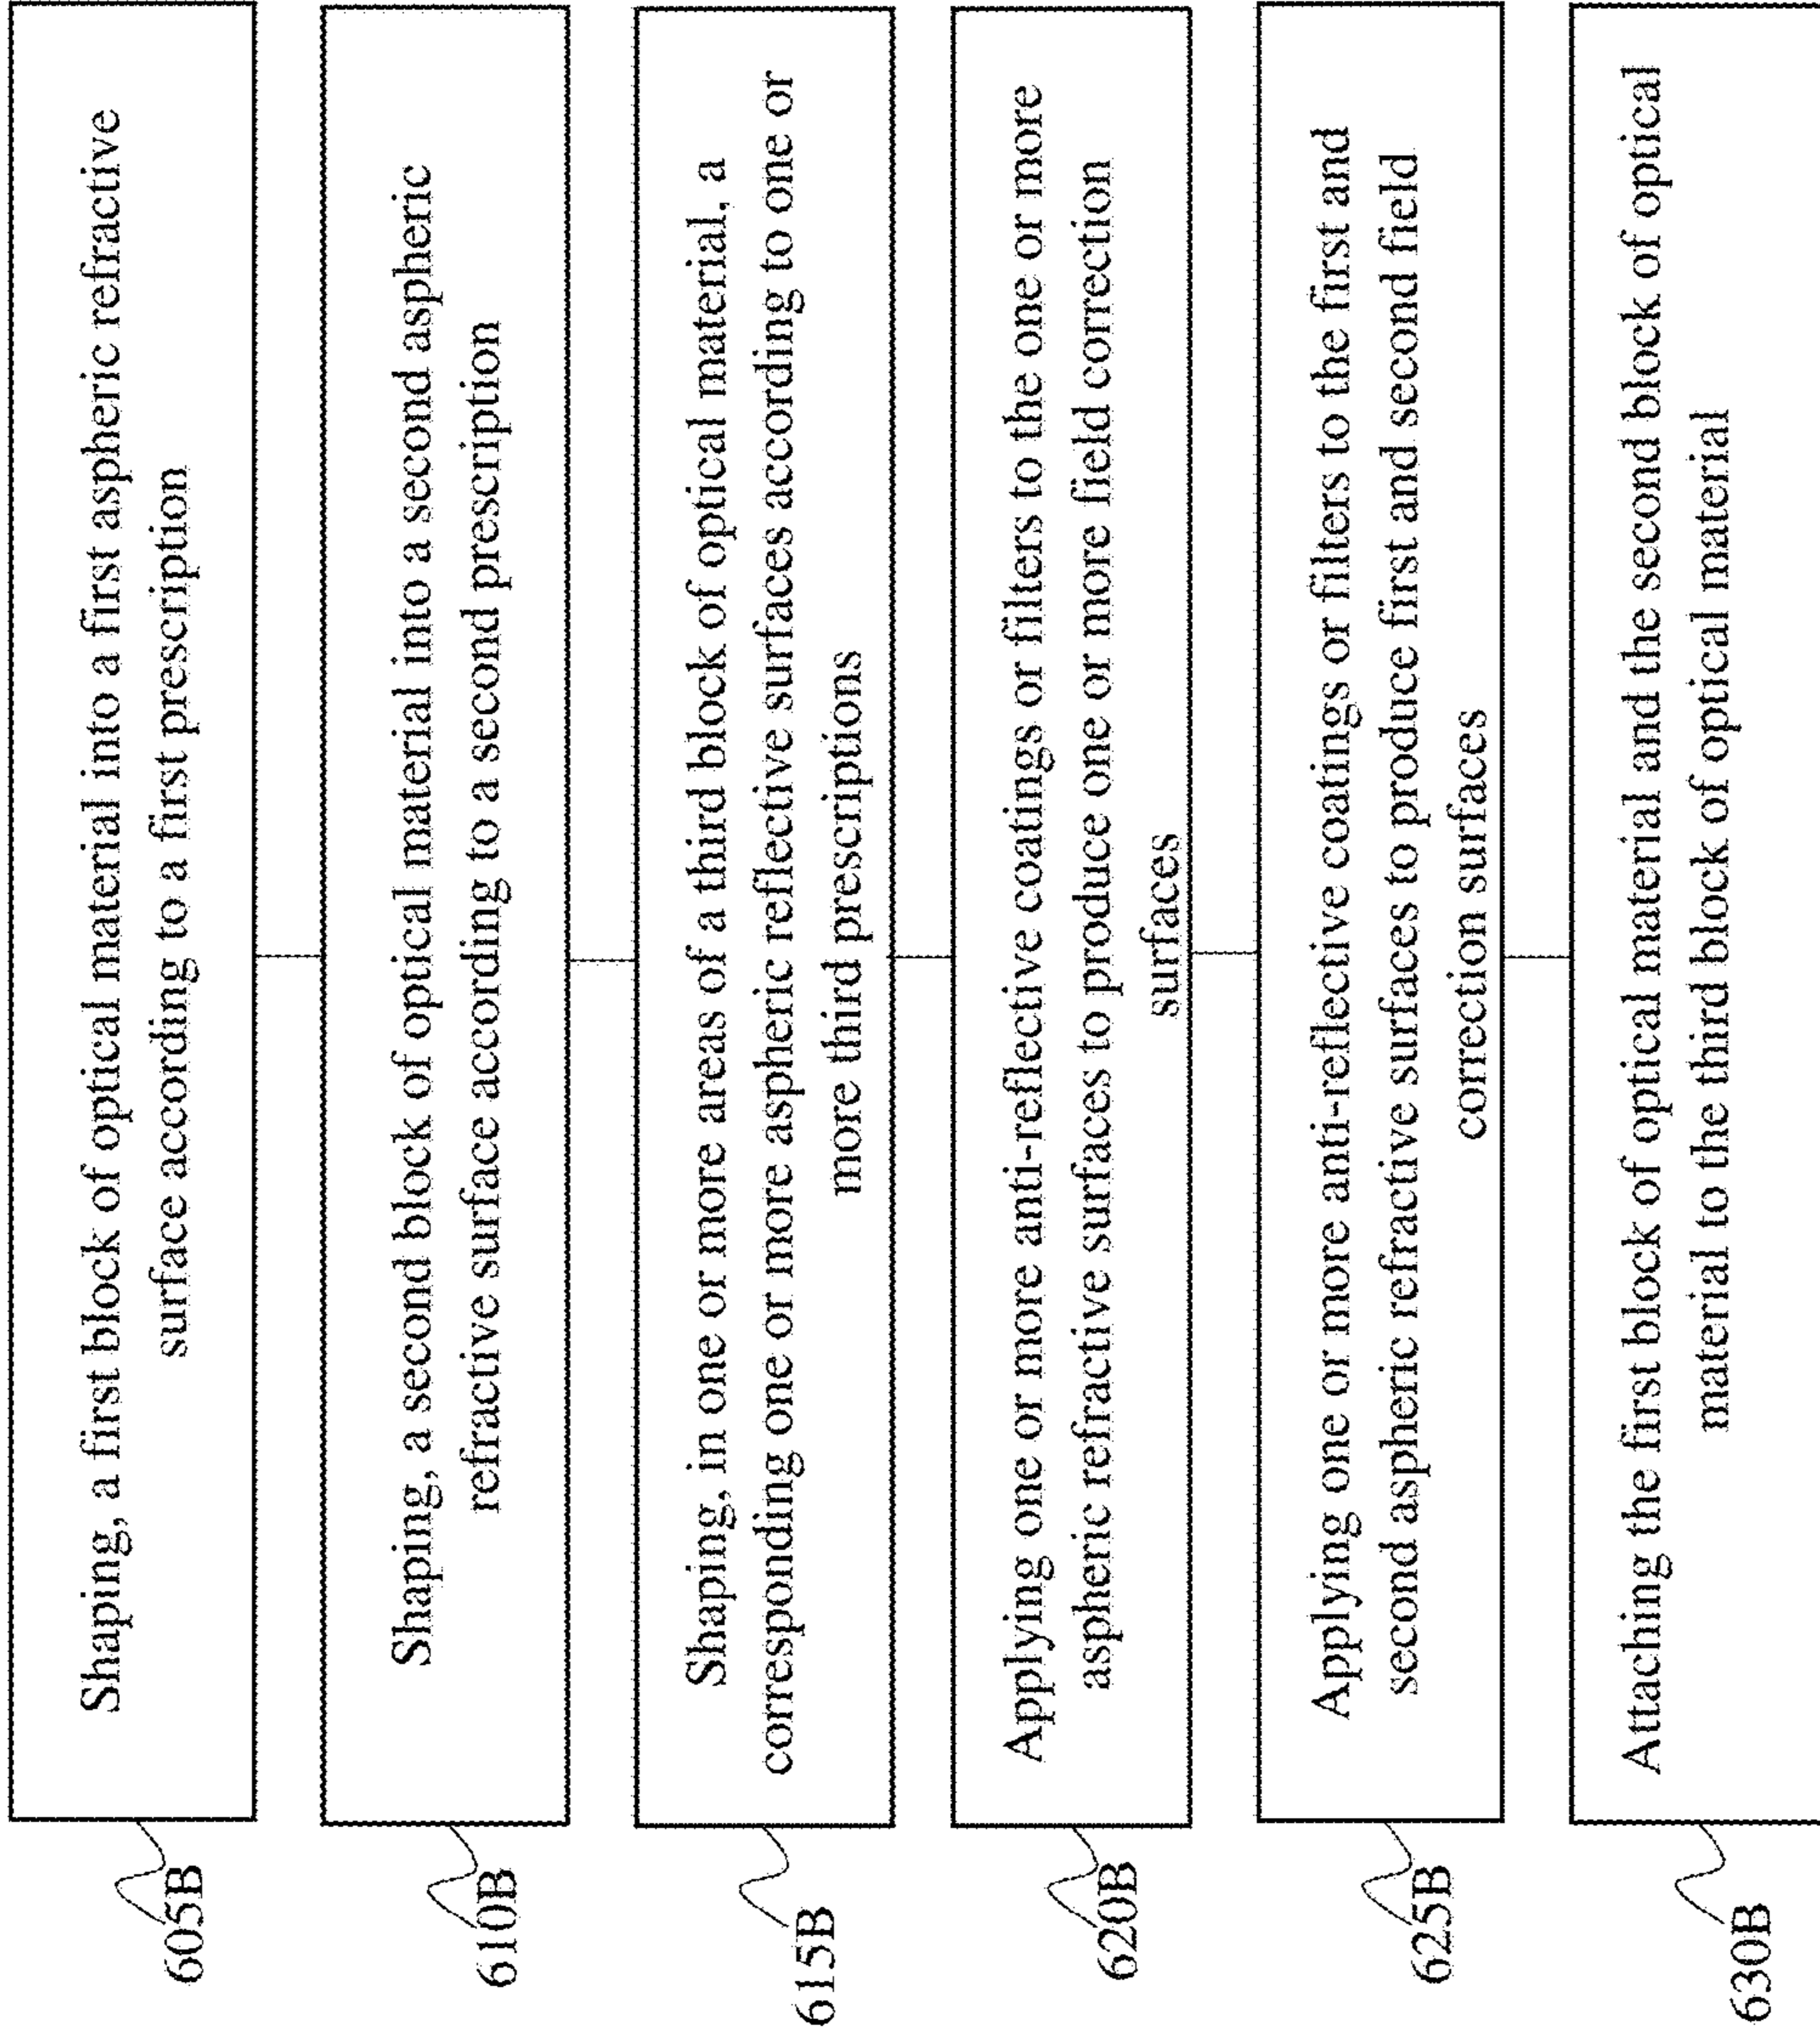 605B
Shaping, a first block of optical material into a first aspheric refractive
surface according to a first prescription
610B
Shaping, a second block of optical material into a second aspheric
refractive surface according to a second prescription
615B
Shaping, in one or more areas of a third block of optical material, a
corresponding one or more aspheric reflective surfaces according to one or
more third prescriptions
620B
Applying one or more anti-reflective coatings or filters to the one or more
aspheric refractive surfaces to produce one or more field correction
surfaces
625B
Applying one or more anti-reflective coatings or filters to the first and
second aspheric refractive surfaces to produce first and second field
correction surfaces
630B
Attaching the first block of optical material and the second block of optical
material to the third block of optical material